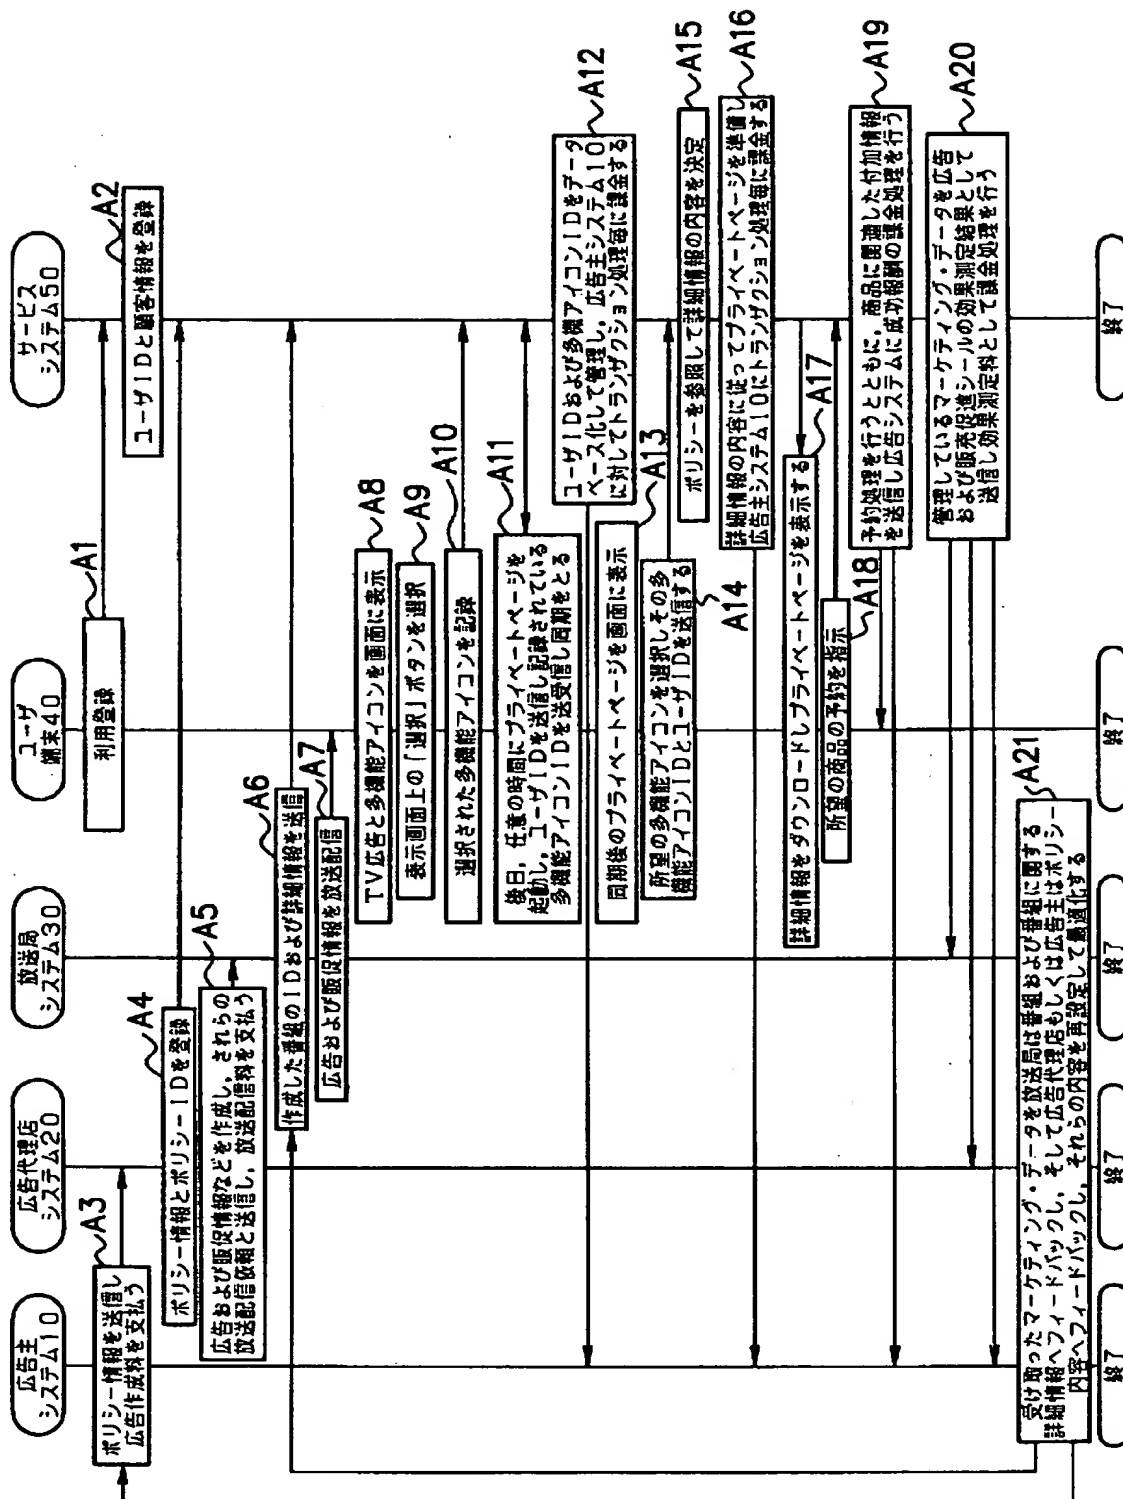 広告主
システム10
広告代理店
システム20
放送局
システム30
ユーザ
端末40
サービス
システム50
利用登録
A1
ユーザIDと顧客情報を登録
A2
ポリシー情報を送信し
広告作成料を支払う
A3
ポリシー情報とポリシーIDを登録
A4
広告および販促情報などを作成し,それらの
放送配信依頼と送信し,放送配信料を支払う
A5
作成した番組のIDおよび詳細情報を送信
A6
広告および販促情報を放送配信
A7
TV広告と多機能アイコンを画面に表示
A8
表示画面上の「選択」ボタンを選択
A9
選択された多機能アイコンを記録
A10
後日,任意の時間にプライベートページを
起動し,ユーザIDを送信し記録されている
多機能アイコンIDを送受信し同期をとる
A11
ユーザIDおよび多機アイコンIDをデータ
ベース化して管理し,広告主システム10
に対してトランザクション処理毎に課金する
A12
同期後のプライベートページを画面に表示
A13
所望の多機能アイコンを選択しその多
機能アイコンIDとユーザIDを送信する
A14
ポリシーを参照して詳細情報の内容を決定
A15
詳細情報の内容に従ってプライベートページを準備し
広告主システム10にトランザクション処理毎に課金する
A16
詳細情報をダウンロードしプライベートページを表示する
A17
所望の商品の予約を指示
A18
予約処理を行うとともに,商品に関連した付加情報
を送信し広告システムに成功報酬の課金処理を行う
A19
管理しているマーケティング・データを広告
および販売促進シールの効果測定結果として
送信し効果測定料として課金処理を行う
A20
受け取ったマーケティング・データを放送局は番組および番組に関する
詳細情報へフィードバックし,そして広告代理店もしくは広告主はポリシー
内容へフィードバックし,それらの内容を再設定して最適化する
A21
終了
終了
終了
終了
終了